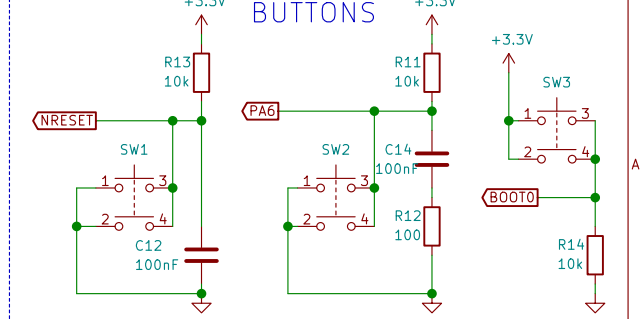 +3.3V
BUTTONS
+3.3V
+3.3V
R13
10k
R11
10k
SW3
NRESET
PA6
1
3
SW1
SW2
C14
100nF
2
4
A
1
3
1
3
BOOT0
2
4
2
4
R12
100
C12
100nF
R14
10k